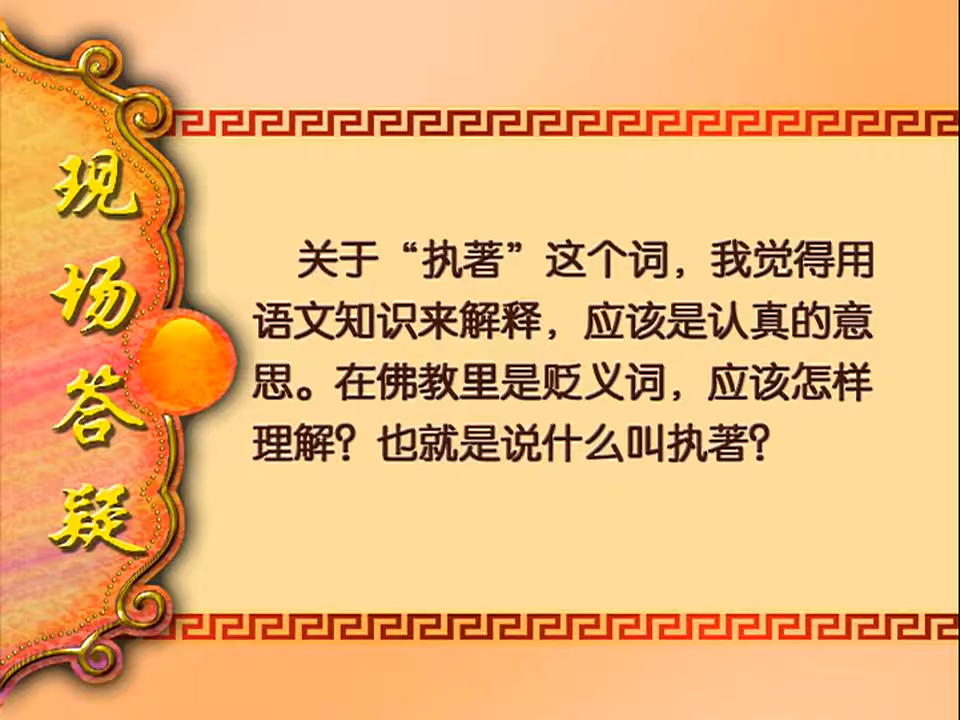 现场答疑
关于“执著”这个词，我觉得用
语文知识来解释，应该是认真的意
思。在佛教里是贬义词，应该怎样
理解？也就是说什么叫执著？